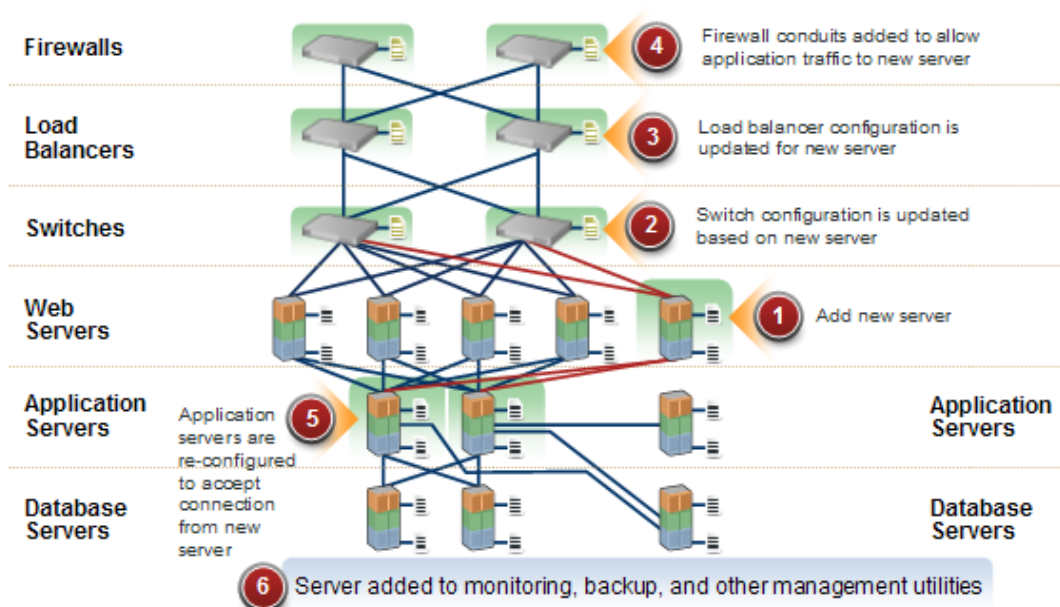 Firewalls
4
Firewall conduits added to allow
application traffic to new server
Load
Balancers
3
Load balancer configuration is
updated for new server
Switches
2
Switch configuration is updated
based on new server
Web
Servers
1
Add new server
Application
Servers
5
Application
servers are
re-configured
to accept
connection
from new
server
Application
Servers
Database
Servers
Database
Servers
6
Server added to monitoring, backup, and other management utilities